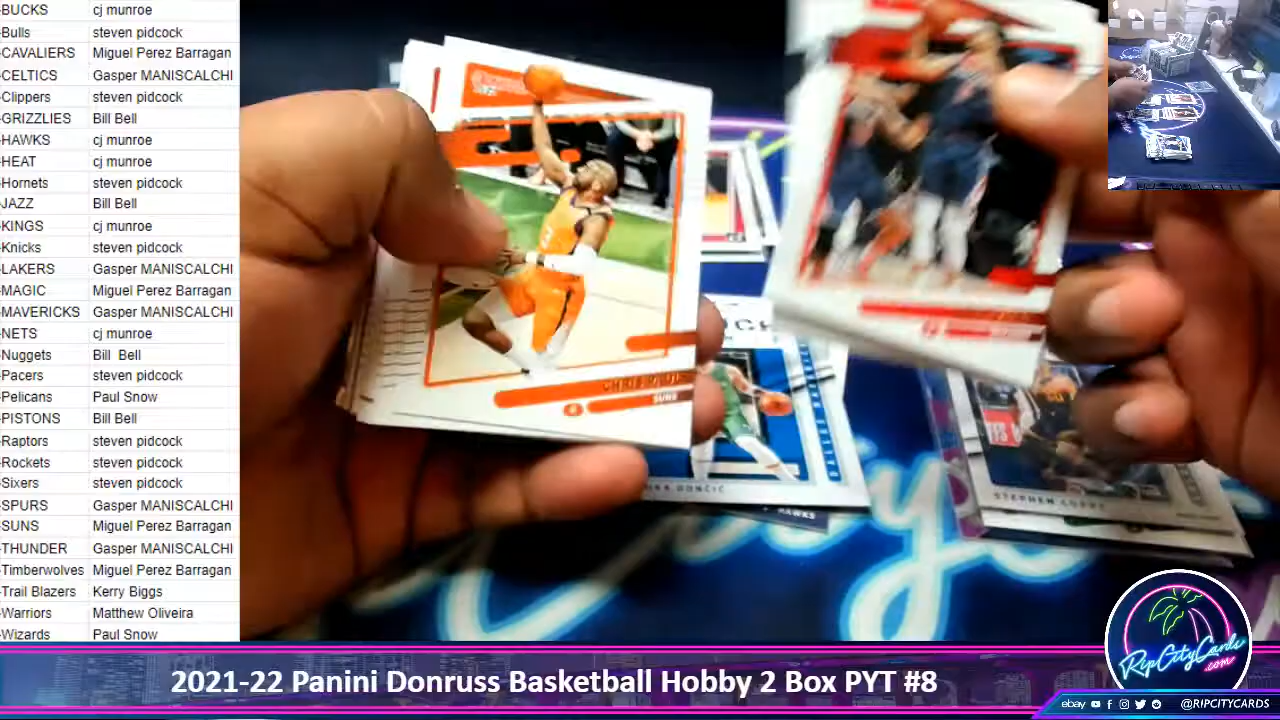 -BUCKS cj munroe
-Bulls steven pidcock
-CAVALIERS Miguel Perez Barragan
-CELTICS Gasper MANISCALCHI
-Clippers steven pidcock
-GRIZZLIES Bill Bell
-HAWKS cj munroe
-HEAT cj munroe
-Hornets steven pidcock
-JAZZ Bill Bell
-KINGS cj munroe
-Knicks steven pidcock
-LAKERS Gasper MANISCALCHI
-MAGIC Miguel Perez Barragan
-MAVERICKS Gasper MANISCALCHI
-NETS cj munroe
-Nuggets Bill Bell
-Pacers steven pidcock
-Pelicans Paul Snow
-PISTONS Bill Bell
-Raptors steven pidcock
-Rockets steven pidcock
-Sixers steven pidcock
-SPURS Gasper MANISCALCHI
-SUNS Miguel Perez Barragan
-THUNDER Gasper MANISCALCHI
-Timberwolves Miguel Perez Barragan
-Trail Blazers Kerry Biggs
-Warriors Matthew Oliveira
-Wizards Paul Snow
SUNS
DONCIC
HAWKS
STEPHEN CURRY
RipCityCards
.com
2021-22 Panini Donruss Basketball Hobby 2 Box PYT #8
ebay @RIPCITYCARDS